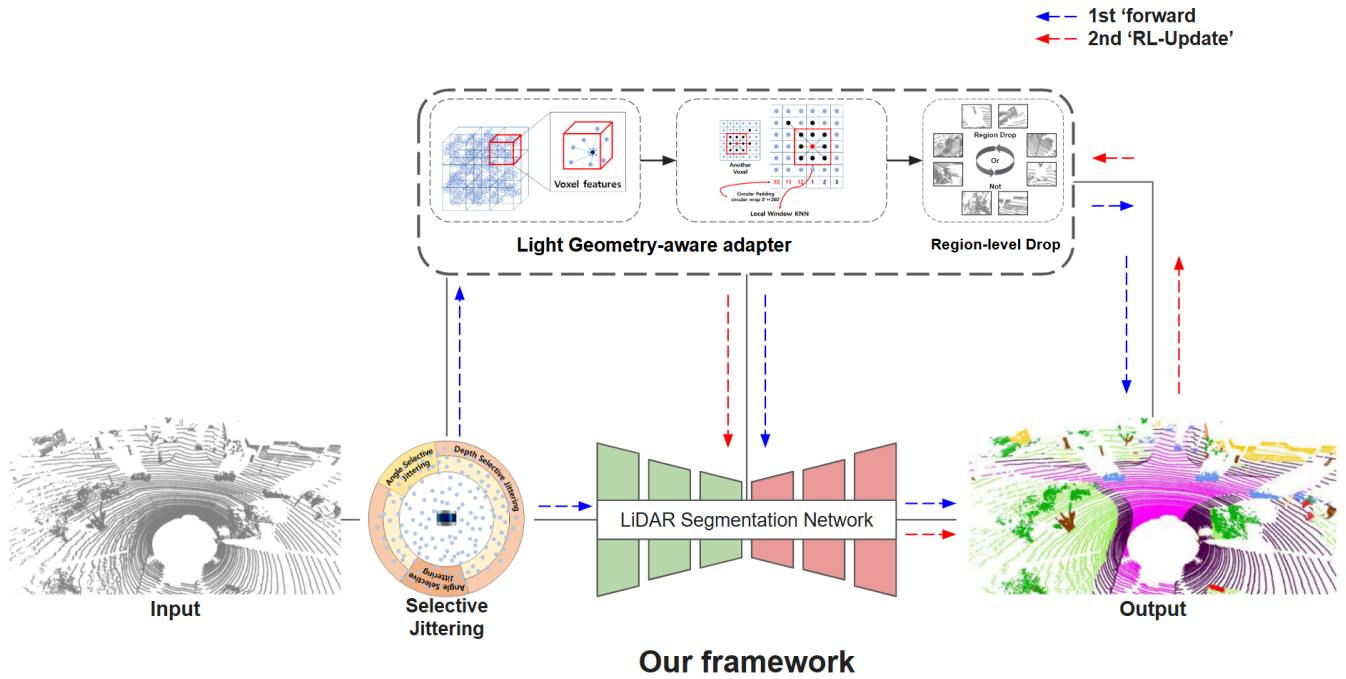 1st ‘forward
2nd ‘RL-Update’
Voxel features
Another
Voxel
10 11 12 1 2 3
Circular Padding
circular wrap 0°↔360°
Local Window KNN
Region Drop
Or
Not
Light Geometry-aware adapter
Region-level Drop
Angle Selective
Jittering
Depth Selective Jittering
Angle Selective
Jittering
LiDAR Segmentation Network
Input
Selective
Jittering
Output
Our framework